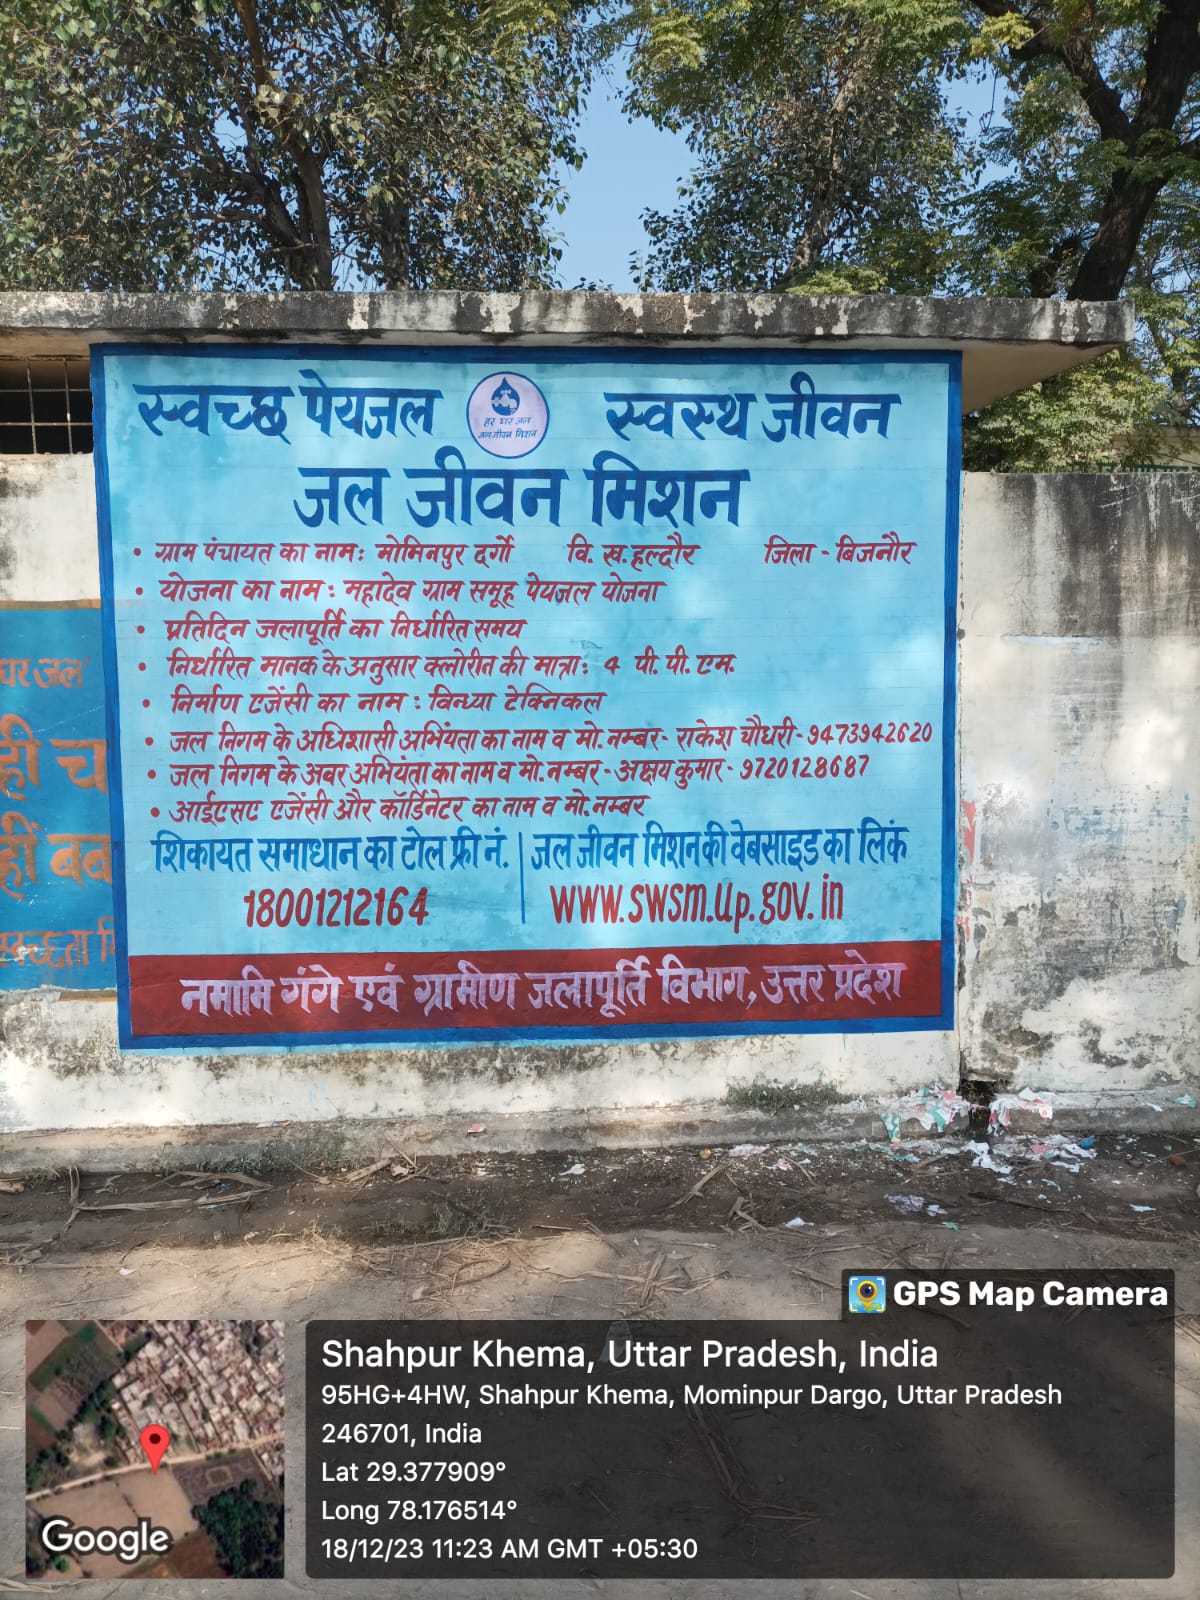 स्वच्छ पेयजल
हर घर जल
जल जीवन मिशन
स्वस्थ जीवन
जल जीवन मिशन
• ग्राम पंचायत का नाम: मोमिनपुर दर्गो वि. ख. हल्दौर जिला - बिजनौर
• योजना का नाम : महादेव ग्राम समूह पेयजल योजना
• प्रतिदिन जलापूर्ति का निर्धारित समय
• निर्धारित मानक के अनुसार क्लोरीन की मात्रा: 4 पी. पी. एम.
• निर्माण एजेंसी का नाम : विन्ध्या टेक्निकल
• जल निगम के अधिशासी अभियंता का नाम व मो. नम्बर- राकेश चौधरी - 9473942620
• जल निगम के अवर अभियंता का नाम व मो. नम्बर - अक्षय कुमार - 9720128687
• आईएसए एजेंसी और कॉर्डिनेटर का नाम व मो. नम्बर
शिकायत समाधान का टोल फ्री नं.
18001212164
जल जीवन मिशन की वेबसाइड का लिंक
www.swsm.up.gov.in
नमामि गंगे एवं ग्रामीण जलापूर्ति विभाग, उत्तर प्रदेश
घर जल'
ही च
हीं बव
स्वच्छता मि
GPS Map Camera
Shahpur Khema, Uttar Pradesh, India
95HG+4HW, Shahpur Khema, Mominpur Dargo, Uttar Pradesh
246701, India
Lat 29.377909°
Long 78.176514°
18/12/23 11:23 AM GMT +05:30
Google